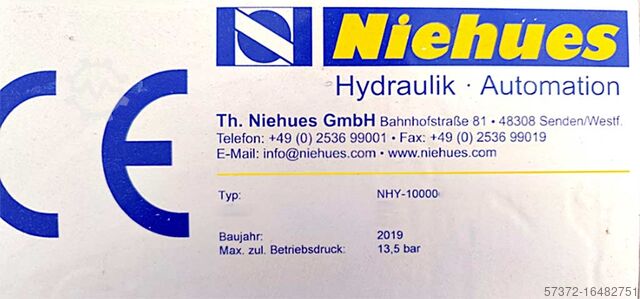 Niehues
Hydraulik · Automation
Th. Niehues GmbH Bahnhofstraße 81 • 48308 Senden/Westf.
Telefon: +49 (0) 2536 99001 • Fax: +49 (0) 2536 99019
E-Mail: info@niehues.com • www.niehues.com
CE
Typ: NHY-10000
Baujahr: 2019
Max. zul. Betriebsdruck: 13,5 bar
57372-16482751